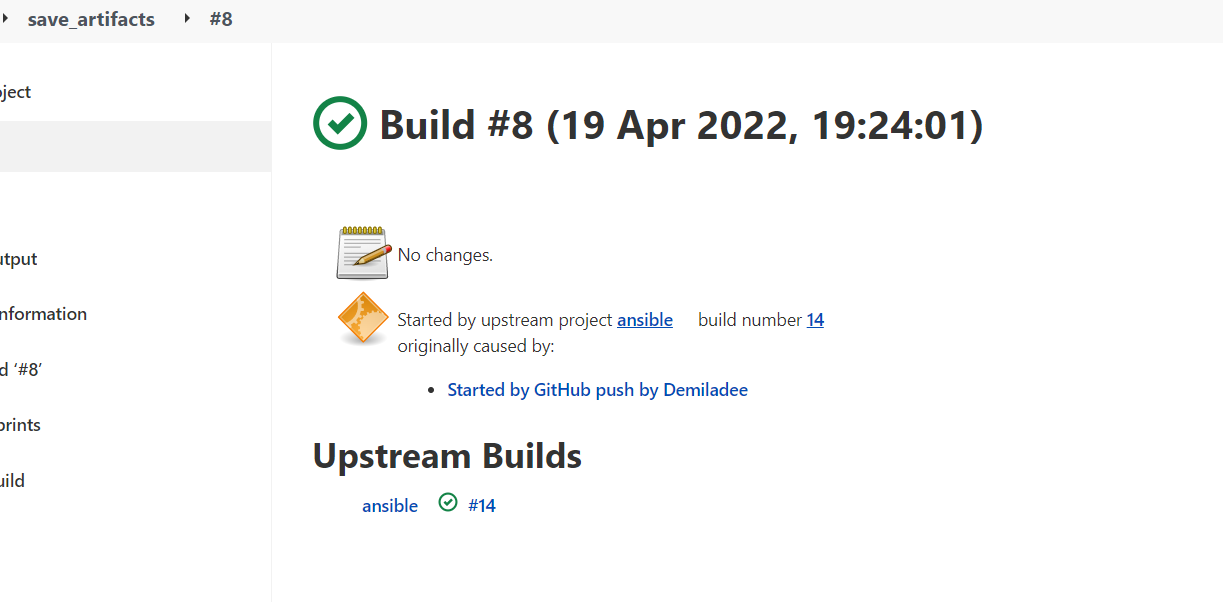 save_artifacts #8
ject
Build #8 (19 Apr 2022, 19:24:01)
No changes.
utput
nformation
Started by upstream project ansible build number 14
originally caused by:
d ‘#8’
Started by GitHub push by Demiladee
prints
Upstream Builds
uild
ansible #14